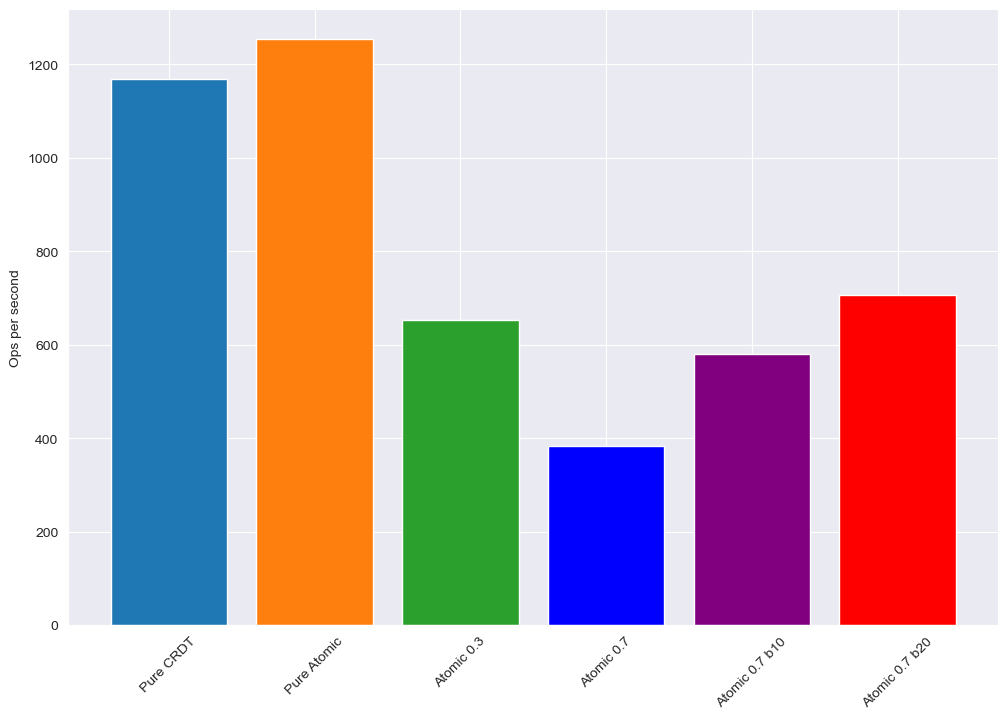 Ops per second
1200
1000
800
600
400
200
0
Pure CRDT
Pure Atomic
Atomic 0.3
Atomic 0.7
Atomic 0.7 b10
Atomic 0.7 b20